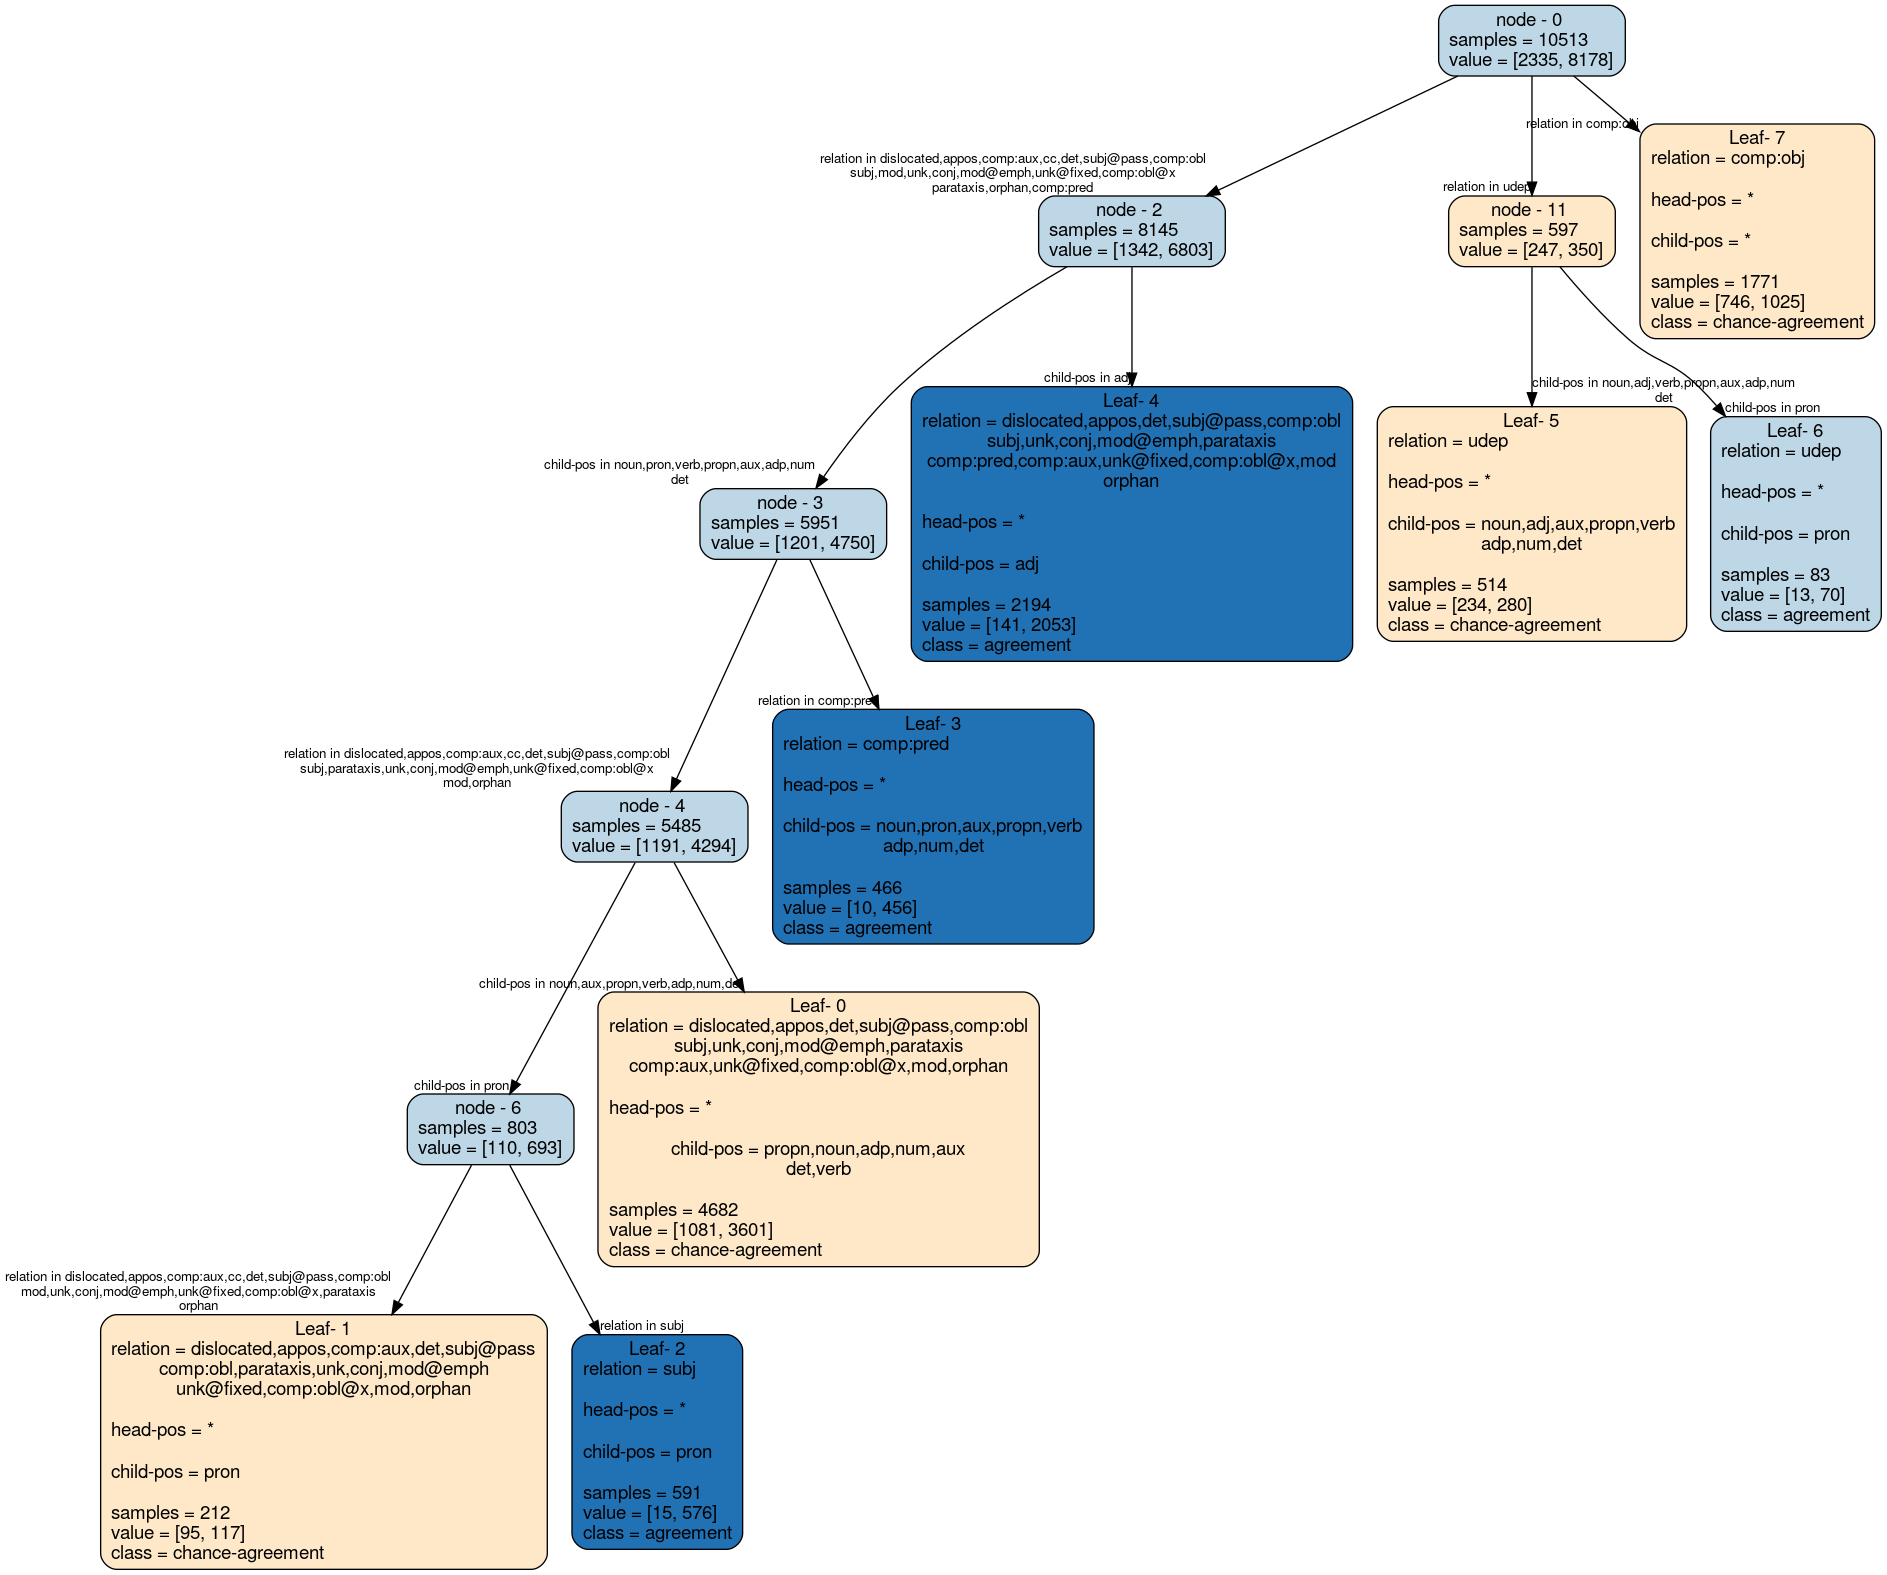 node - 0
samples = 10513
value = [2335, 8178]
relation in comp:obj
Leaf- 7
relation = comp:obj
head-pos = *
child-pos = *
samples = 1771
value = [746, 1025]
class = chance-agreement
relation in dislocated,appos,comp:aux,cc,det,subj@pass,comp:obl
subj,mod,unk,conj,mod@emph,unk@fixed,comp:obl@x
parataxis,orphan,comp:pred
node - 2
samples = 8145
value = [1342, 6803]
relation in udep
node - 11
samples = 597
value = [247, 350]
child-pos in adj
Leaf- 4
relation = dislocated,appos,det,subj@pass,comp:obl
subj,unk,conj,mod@emph,parataxis
comp:pred,comp:aux,unk@fixed,comp:obl@x,mod
orphan
head-pos = *
child-pos = adj
samples = 2194
value = [141, 2053]
class = agreement
child-pos in noun,adj,verb,propn,aux,adp,num
det
Leaf- 5
relation = udep
head-pos = *
child-pos = noun,adj,aux,propn,verb
adp,num,det
samples = 514
value = [234, 280]
class = chance-agreement
child-pos in pron
Leaf- 6
relation = udep
head-pos = *
child-pos = pron
samples = 83
value = [13, 70]
class = agreement
child-pos in noun,pron,verb,propn,aux,adp,num
det
node - 3
samples = 5951
value = [1201, 4750]
relation in comp:pred
Leaf- 3
relation = comp:pred
head-pos = *
child-pos = noun,pron,aux,propn,verb
adp,num,det
samples = 466
value = [10, 456]
class = agreement
relation in dislocated,appos,comp:aux,cc,det,subj@pass,comp:obl
subj,parataxis,unk,conj,mod@emph,unk@fixed,comp:obl@x
mod,orphan
node - 4
samples = 5485
value = [1191, 4294]
child-pos in noun,aux,propn,verb,adp,num,det
Leaf- 0
relation = dislocated,appos,det,subj@pass,comp:obl
subj,unk,conj,mod@emph,parataxis
comp:aux,unk@fixed,comp:obl@x,mod,orphan
head-pos = *
child-pos = propn,noun,adp,num,aux
det,verb
samples = 4682
value = [1081, 3601]
class = chance-agreement
child-pos in pron
node - 6
samples = 803
value = [110, 693]
relation in dislocated,appos,comp:aux,cc,det,subj@pass,comp:obl
mod,unk,conj,mod@emph,unk@fixed,comp:obl@x,parataxis
orphan
Leaf- 1
relation = dislocated,appos,comp:aux,det,subj@pass
comp:obl,parataxis,unk,conj,mod@emph
unk@fixed,comp:obl@x,mod,orphan
head-pos = *
child-pos = pron
samples = 212
value = [95, 117]
class = chance-agreement
relation in subj
Leaf- 2
relation = subj
head-pos = *
child-pos = pron
samples = 591
value = [15, 576]
class = agreement